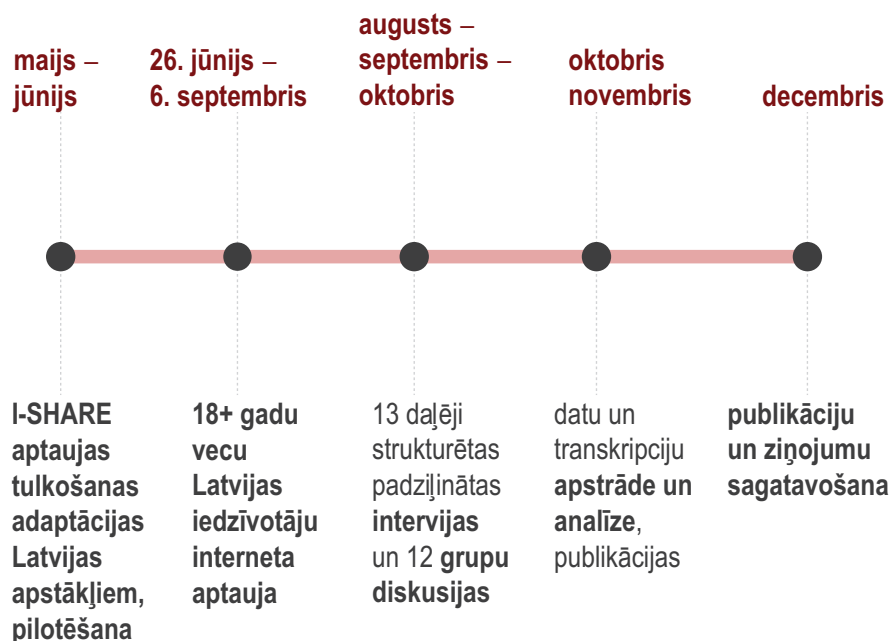 maijs –
jūnijs
26. jūnijs –
6. septembris
augusts –
septembris –
oktobris
oktobris
novembris
decembris
I-SHARE
aptaujas
tulkošanas
adaptācijas
Latvijas
apstākļiem,
pilotēšana
18+ gadu
vecu
Latvijas
iedzīvotāju
interneta
aptauja
13 daļēji
strukturētas
padziļinātas
intervijas
un 12 grupu
diskusijas
datu un
transkripciju
apstrāde un
analīze,
publikācijas
publikāciju
un ziņojumu
sagatavošana